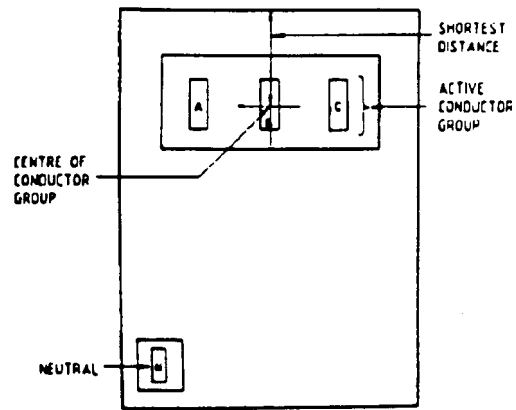 SHORTEST
DISTANCE
A
C
ACTIVE
CONDUCTOR
GROUP
CENTRE OF
CONDUCTOR
GROUP
NEUTRAL